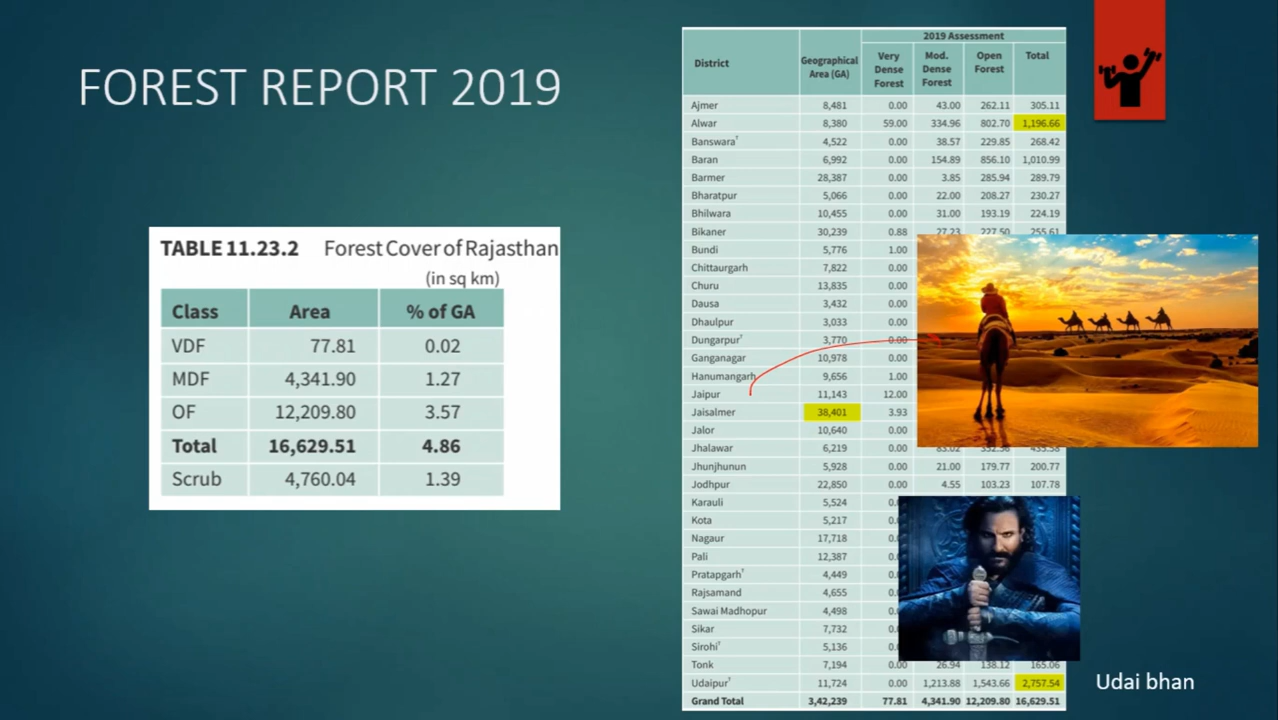 FOREST REPORT 2019
TABLE 11.23.2 Forest Cover of Rajasthan
(in sq km)
Class Area % of GA
VDF 77.81 0.02
MDF 4,341.90 1.27
OF 12,209.80 3.57
Total 16,629.51 4.86
Scrub 4,760.04 1.39
2019 Assessment
District Geographical Area (GA) Very Dense Forest Mod. Dense Forest Open Forest Total
Ajmer 8,481 0.00 43.00 262.11 305.11
Alwar 8,380 59.00 334.96 802.70 1,196.66
Banswara† 4,522 0.00 38.57 229.85 268.42
Baran 6,992 0.00 154.89 856.10 1,010.99
Barmer 28,387 0.00 3.85 285.94 289.79
Bharatpur 5,066 0.00 22.00 208.27 230.27
Bhilwara 10,455 0.00 31.00 193.19 224.19
Bikaner 30,239 0.88 27.23 227.50 255.61
Bundi 5,776 1.00
Chittaurgarh 7,822 0.00
Churu 13,835 0.00
Dausa 3,432 0.00
Dhaulpur 3,033 0.00
Dungarpur† 3,770 0.00
Ganganagar 10,978 0.00
Hanumangarh 9,656 1.00
Jaipur 11,143 12.00
Jaisalmer 38,401 3.93
Jalor 10,640 0.00
Jhalawar 6,219 0.00 83.02 352.56 435.58
Jhunjhunun 5,928 0.00 21.00 179.77 200.77
Jodhpur 22,850 0.00 4.55 103.23 107.78
Karauli 5,524
Kota 5,217
Nagaur 17,718
Pali 12,387
Pratapgarh† 4,449
Rajsamand 4,655
Sawai Madhopur 4,498
Sikar 7,732
Sirohi† 5,136
Tonk 7,194 0.00 26.94 138.12 165.06
Udaipur† 11,724 0.00 1,213.88 1,543.66 2,757.54
Grand Total 3,42,239 77.81 4,341.90 12,209.80 16,629.51
Udai bhan